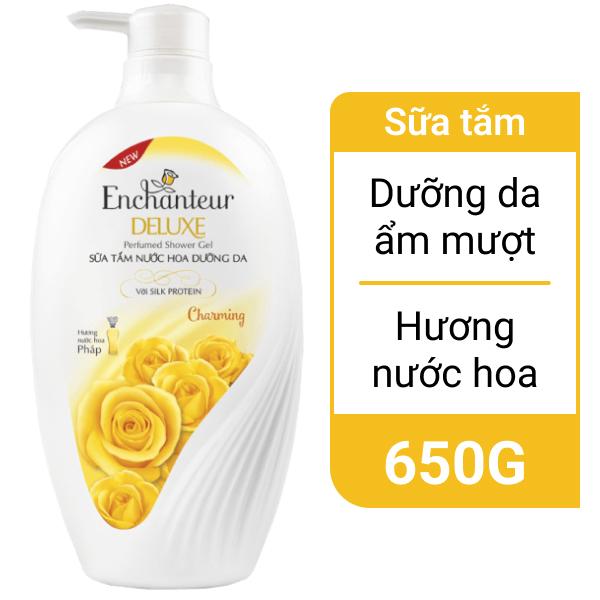 NEW
Enchanteur
DELUXE
Perfumed Shower Gel
SỮA TẮM NƯỚC HOA DƯỠNG DA
Với SILK PROTEIN
Charming
Hương
nước hoa
Pháp
Sữa tắm
Dưỡng da
ẩm mượt
Hương
nước hoa
650G